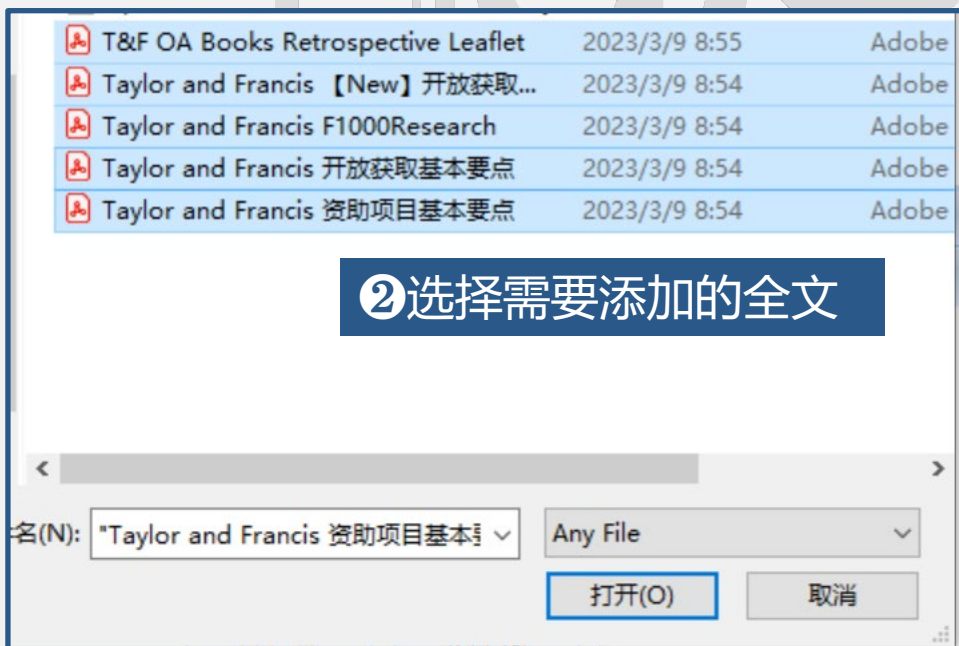 T&F OA Books Retrospective Leaflet 2023/3/9 8:55 Adobe
Taylor and Francis 【New】开放获取... 2023/3/9 8:54 Adobe
Taylor and Francis F1000Research 2023/3/9 8:54 Adobe
Taylor and Francis 开放获取基本要点 2023/3/9 8:54 Adobe
Taylor and Francis 资助项目基本要点 2023/3/9 8:54 Adobe
❷选择需要添加的全文
名(N): "Taylor and Francis 资助项目基本 Any File
打开(O) 取消